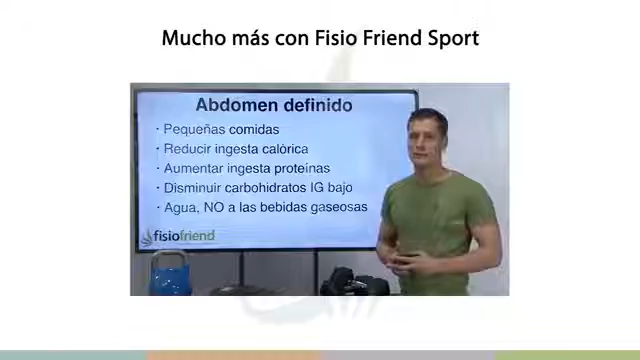 Mucho más con Fisio Friend Sport
Abdomen definido
· Pequeñas comidas
· Reducir ingesta calórica
· Aumentar ingesta proteínas
· Disminuir carbohidratos IG bajo
· Agua, NO a las bebidas gaseosas
fisiofriend